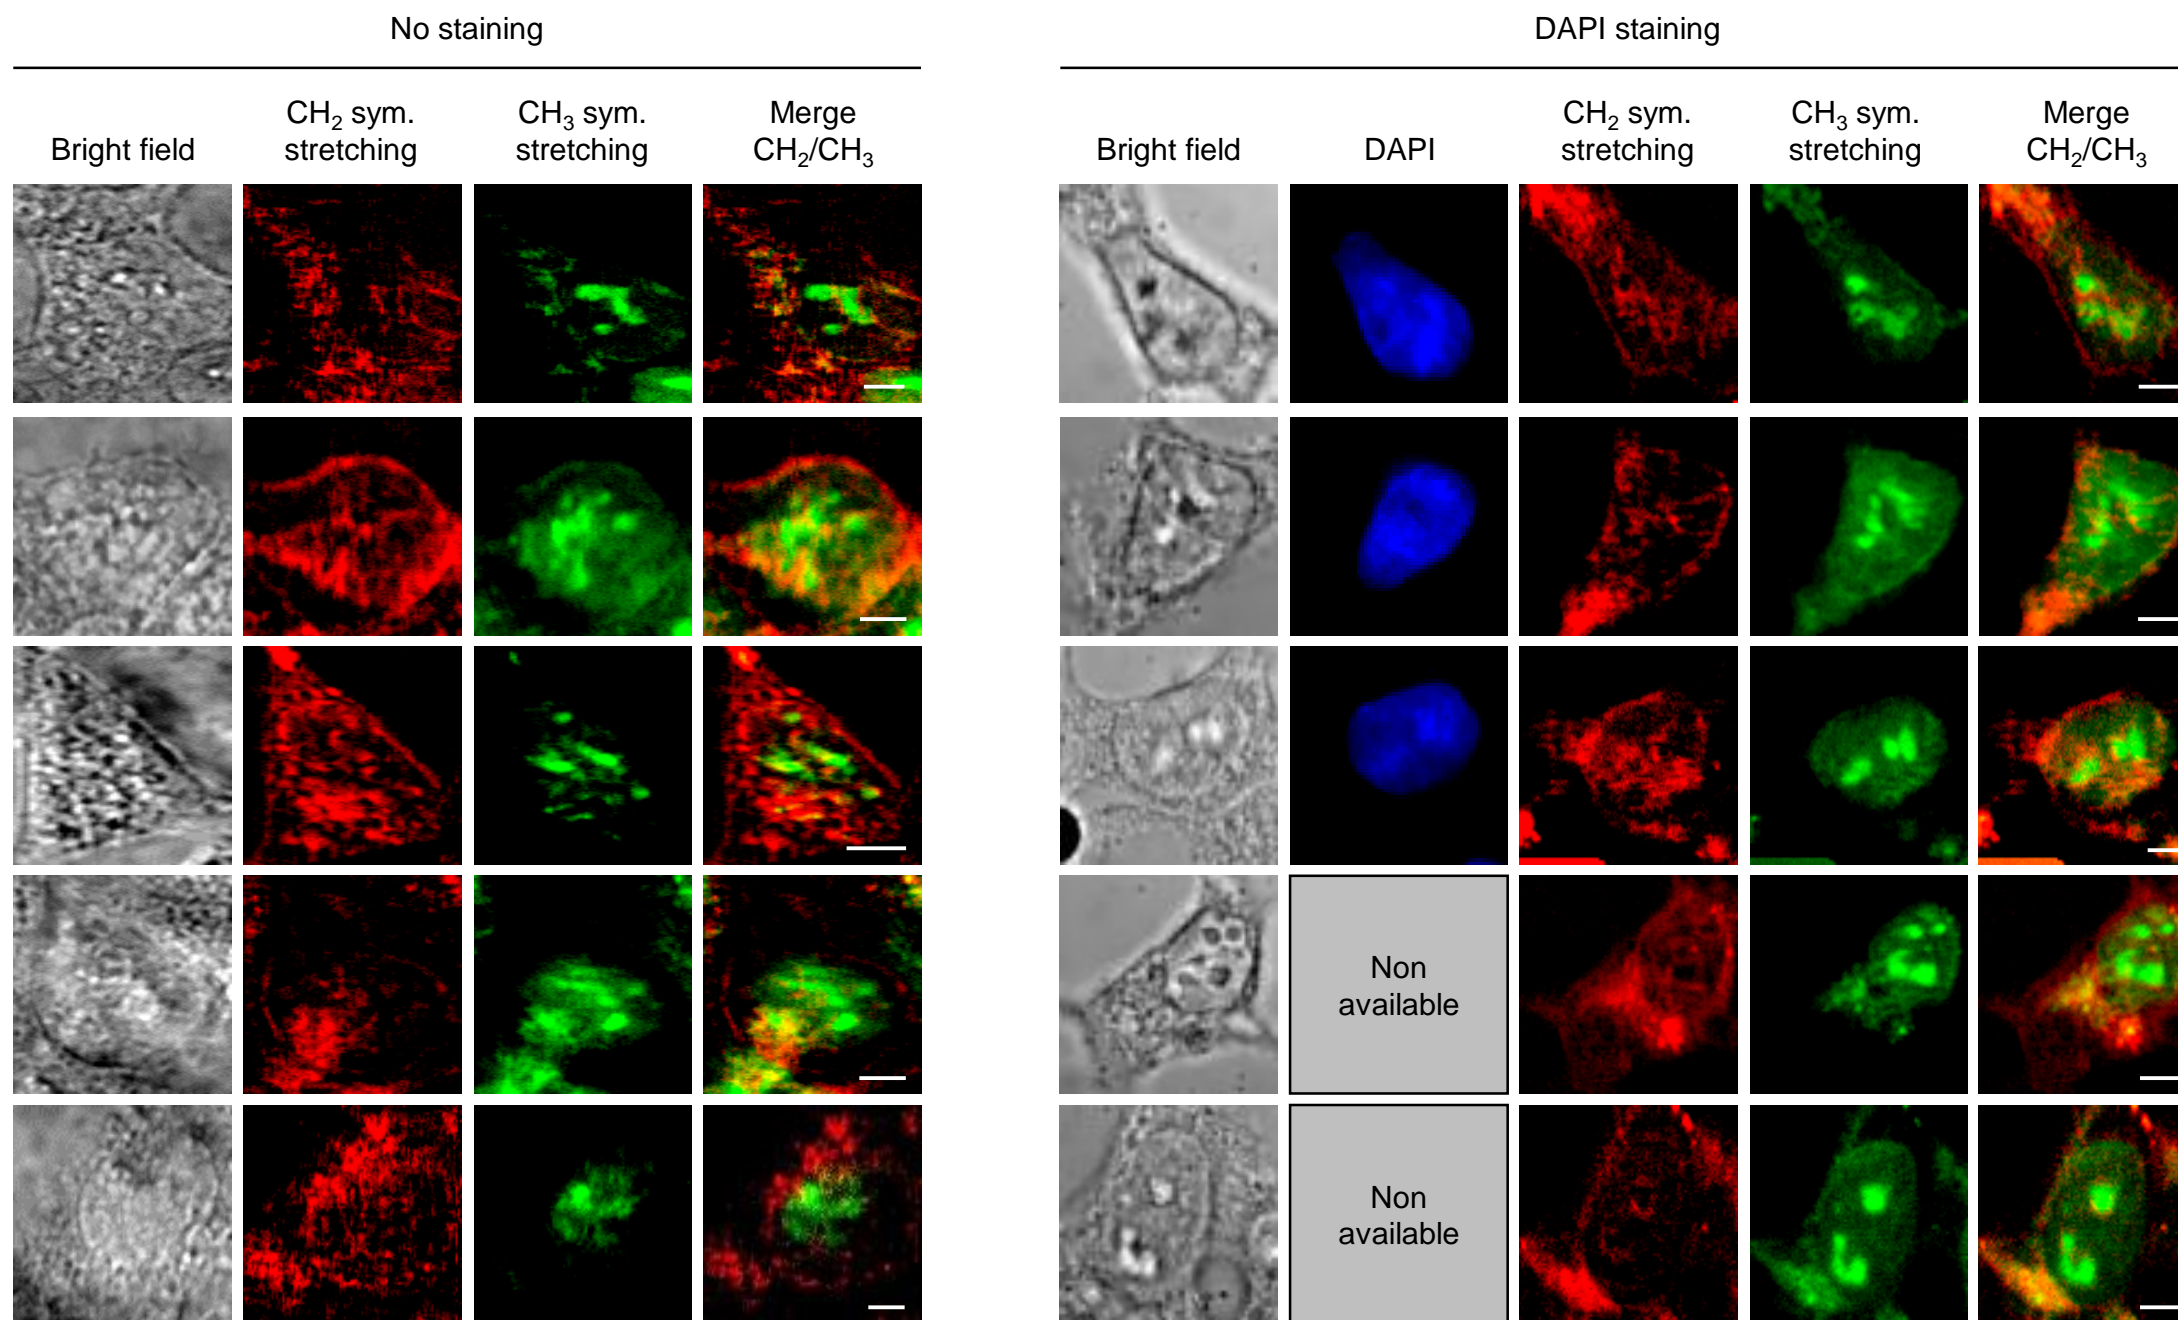 No staining
DAPI staining
Bright field
CH₂ sym.
stretching
CH₃ sym.
stretching
Merge
CH₂/CH₃
Bright field
DAPI
CH₂ sym.
stretching
CH₃ sym.
stretching
Merge
CH₂/CH₃
Non
available
Non
available